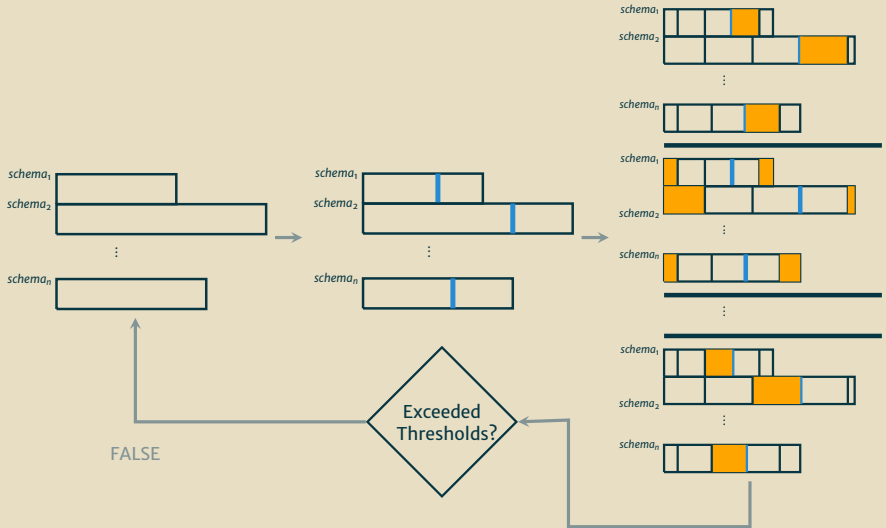 schema₁
schema₂
⋮
schemaₙ
schema₁
schema₂
⋮
schemaₙ
schema₁
schema₂
⋮
schemaₙ
schema₁
schema₂
⋮
schemaₙ
⋮
schema₁
schema₂
⋮
schemaₙ
Exceeded
Thresholds?
FALSE